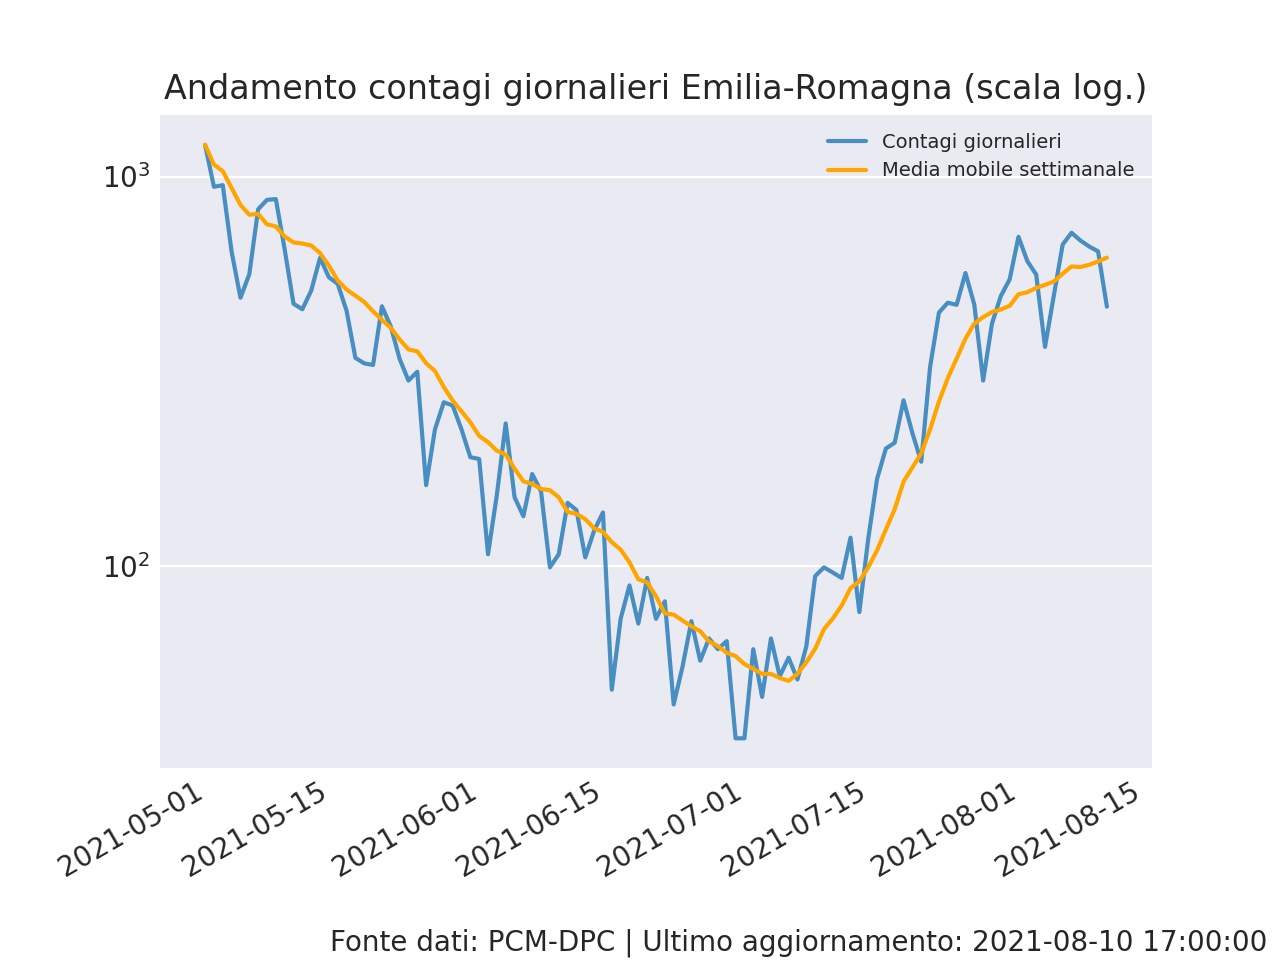 Andamento contagi giornalieri Emilia-Romagna (scala log.)
Contagi giornalieri
Media mobile settimanale
10³
10²
2021-05-01
2021-05-15
2021-06-01
2021-06-15
2021-07-01
2021-07-15
2021-08-01
2021-08-15
Fonte dati: PCM-DPC | Ultimo aggiornamento: 2021-08-10 17:00:00